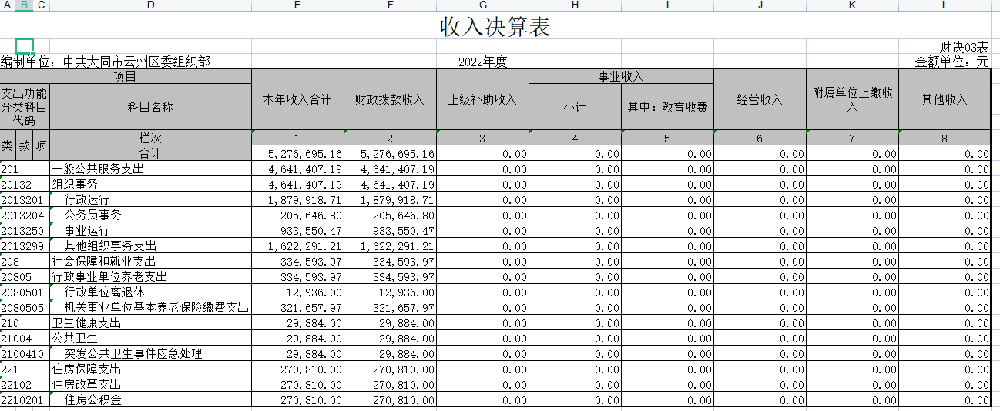 A B C D E F G H I J K L
收入决算表
财决03表
编制单位：中共大同市云州区委组织部 2022年度 金额单位：元
项目 本年收入合计 财政拨款收入 上级补助收入 事业收入 经营收入 附属单位上缴收入 其他收入
支出功能分类科目代码 科目名称 小计 其中：教育收费
类 款 项 栏次 1 2 3 4 5 6 7 8
合计 5,276,695.16 5,276,695.16 0.00 0.00 0.00 0.00 0.00 0.00
201 一般公共服务支出 4,641,407.19 4,641,407.19 0.00 0.00 0.00 0.00 0.00 0.00
20132 组织事务 4,641,407.19 4,641,407.19 0.00 0.00 0.00 0.00 0.00 0.00
2013201 行政运行 1,879,918.71 1,879,918.71 0.00 0.00 0.00 0.00 0.00 0.00
2013204 公务员事务 205,646.80 205,646.80 0.00 0.00 0.00 0.00 0.00 0.00
2013250 事业运行 933,550.47 933,550.47 0.00 0.00 0.00 0.00 0.00 0.00
2013299 其他组织事务支出 1,622,291.21 1,622,291.21 0.00 0.00 0.00 0.00 0.00 0.00
208 社会保障和就业支出 334,593.97 334,593.97 0.00 0.00 0.00 0.00 0.00 0.00
20805 行政事业单位养老支出 334,593.97 334,593.97 0.00 0.00 0.00 0.00 0.00 0.00
2080501 行政单位离退休 12,936.00 12,936.00 0.00 0.00 0.00 0.00 0.00 0.00
2080505 机关事业单位基本养老保险缴费支出 321,657.97 321,657.97 0.00 0.00 0.00 0.00 0.00 0.00
210 卫生健康支出 29,884.00 29,884.00 0.00 0.00 0.00 0.00 0.00 0.00
21004 公共卫生 29,884.00 29,884.00 0.00 0.00 0.00 0.00 0.00 0.00
2100410 突发公共卫生事件应急处理 29,884.00 29,884.00 0.00 0.00 0.00 0.00 0.00 0.00
221 住房保障支出 270,810.00 270,810.00 0.00 0.00 0.00 0.00 0.00 0.00
22102 住房改革支出 270,810.00 270,810.00 0.00 0.00 0.00 0.00 0.00 0.00
2210201 住房公积金 270,810.00 270,810.00 0.00 0.00 0.00 0.00 0.00 0.00